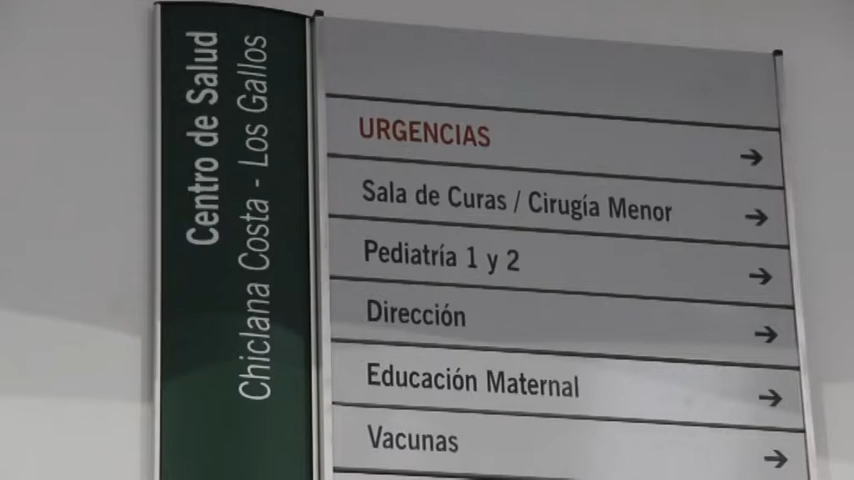 Centro de Salud
Chiclana Costa - Los Gallos
URGENCIAS →
Sala de Curas / Cirugía Menor →
Pediatría 1 y 2 →
Dirección →
Educación Maternal →
Vacunas →